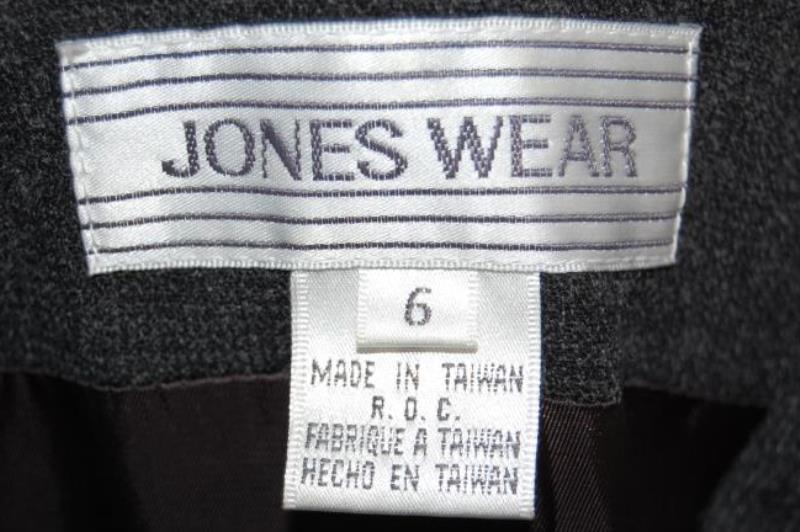 JONES WEAR
6
MADE IN TAIWAN
R.O.C.
FABRIQUE A TAIWAN
HECHO EN TAIWAN